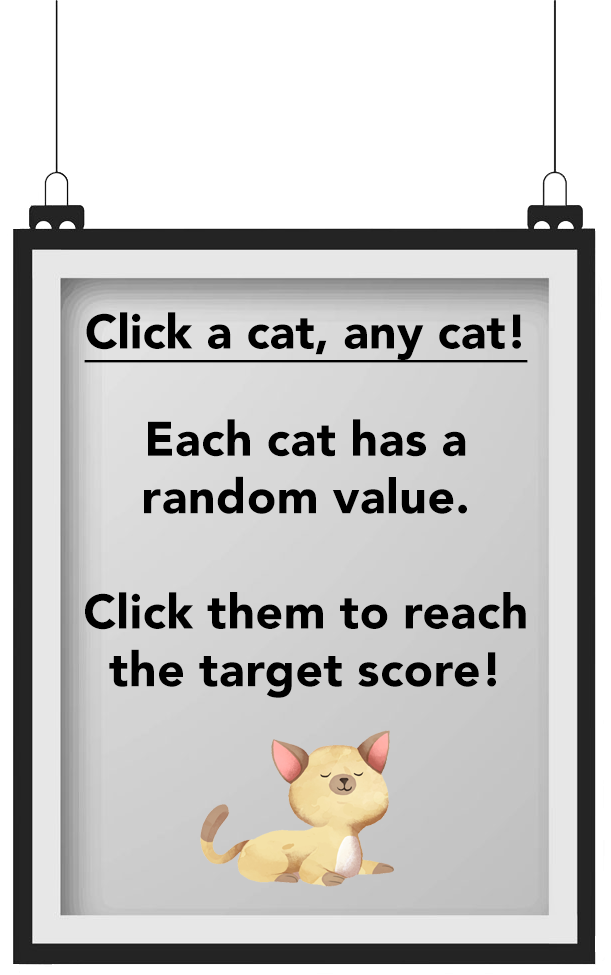 Click a cat, any cat!
Each cat has a
random value.
Click them to reach
the target score!